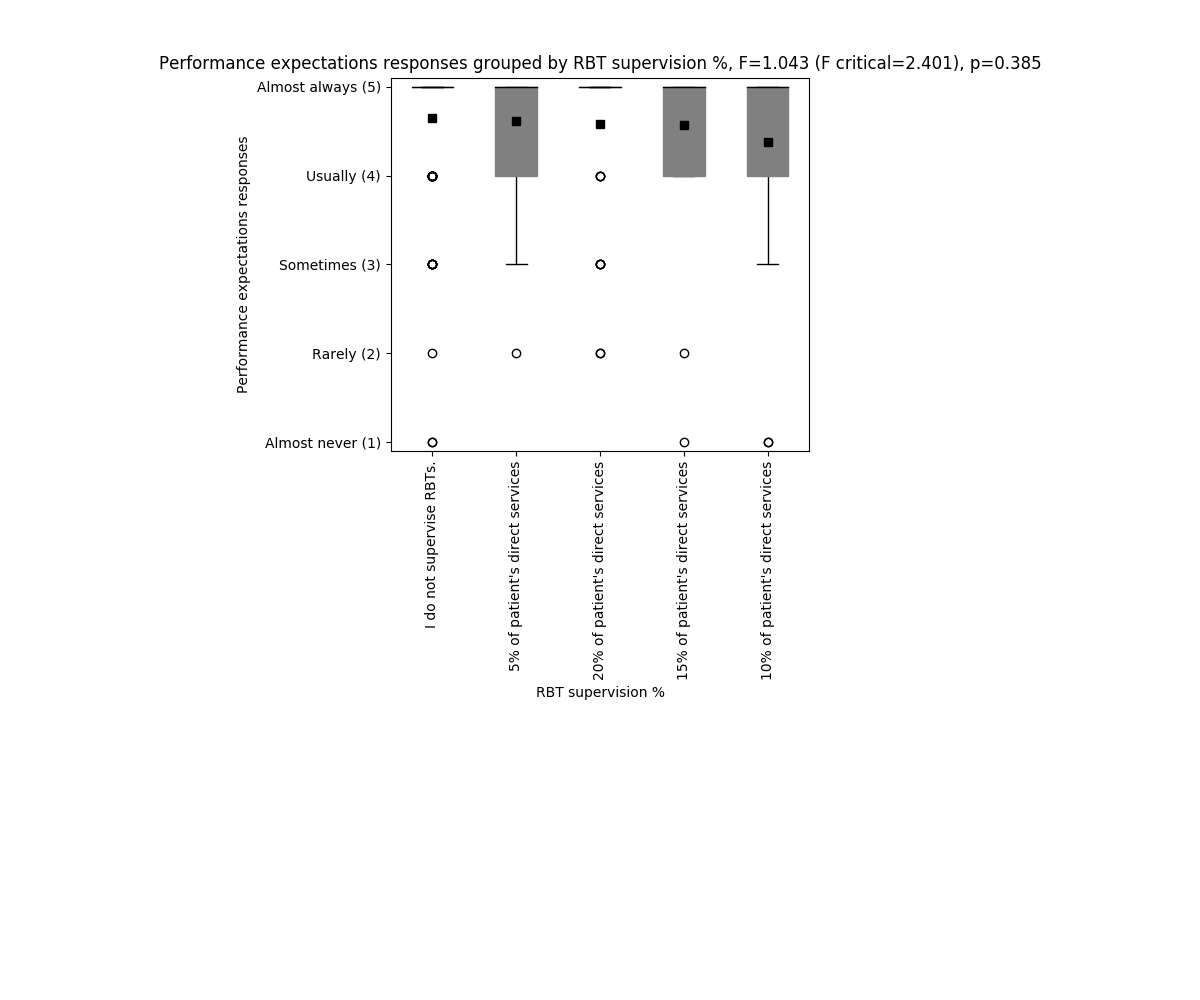 Performance expectations responses grouped by RBT supervision %, F=1.043 (F critical=2.401), p=0.385
Performance expectations responses
Almost always (5)
Usually (4)
Sometimes (3)
Rarely (2)
Almost never (1)
I do not supervise RBTs.
5% of patient's direct services
20% of patient's direct services
15% of patient's direct services
10% of patient's direct services
RBT supervision %